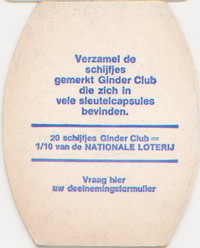 Verzamel de
schijfjes
gemerkt Ginder Club
die zich in
vele sleutelcapsules
bevinden.
20 schijfjes Ginder Club =
1/10 van de NATIONALE LOTERIJ
Vraag hier
uw deelnemingsformulier